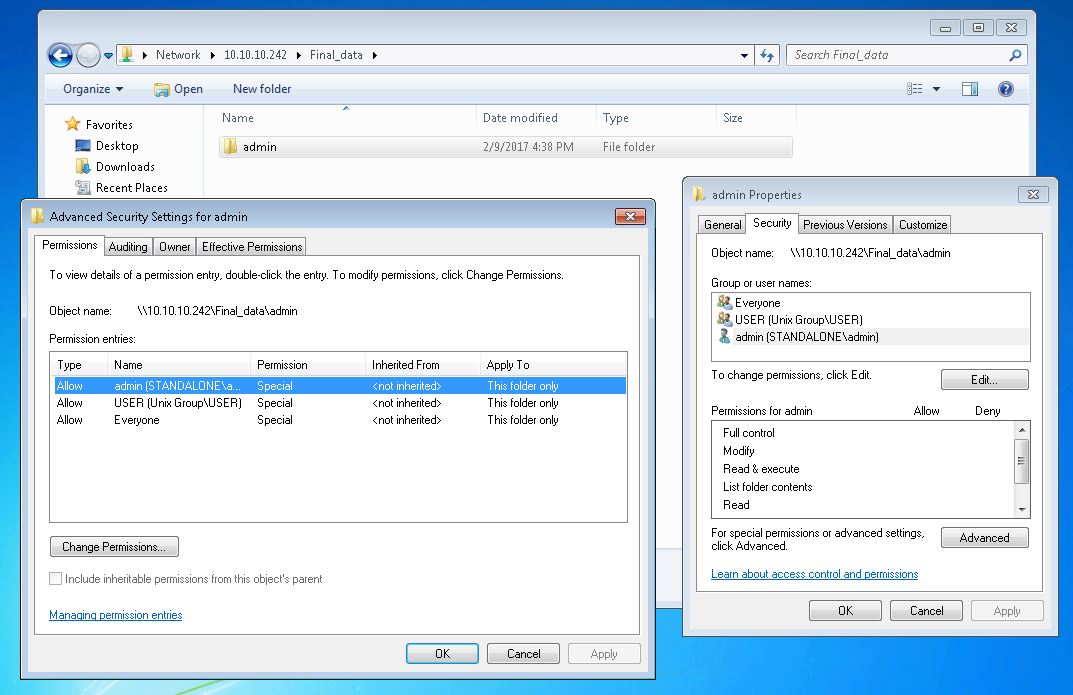 Network 10.10.10.242 Final_data
Search Final_data
Organize Open New folder
Favorites
Desktop
Downloads
Recent Places
Name Date modified Type Size
admin 2/9/2017 4:38 PM File folder
Advanced Security Settings for admin
Permissions Auditing Owner Effective Permissions
To view details of a permission entry, double-click the entry. To modify permissions, click Change Permissions.
Object name: \\10.10.10.242\Final_data\admin
Permission entries:
Type Name Permission Inherited From Apply To
Allow admin (STANDALONE\a... Special <not inherited> This folder only
Allow USER (Unix Group\USER) Special <not inherited> This folder only
Allow Everyone Special <not inherited> This folder only
Change Permissions...
Include inheritable permissions from this object's parent
Managing permission entries
OK Cancel Apply
admin Properties
General Security Previous Versions Customize
Object name: \\10.10.10.242\Final_data\admin
Group or user names:
Everyone
USER (Unix Group\USER)
admin (STANDALONE\admin)
To change permissions, click Edit.
Edit...
Permissions for admin Allow Deny
Full control
Modify
Read & execute
List folder contents
Read
For special permissions or advanced settings,
click Advanced.
Advanced
Learn about access control and permissions
OK Cancel Apply